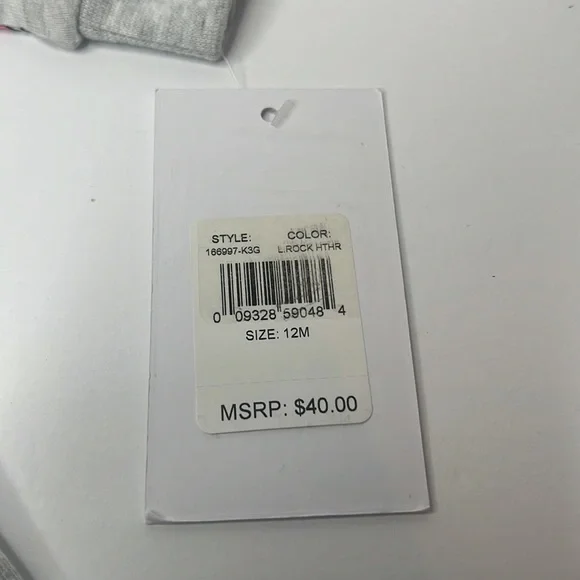 STYLE: COLOR:
166997-K3G L.ROCK HTHR
0 09328 59048 4
SIZE: 12M
MSRP: $40.00